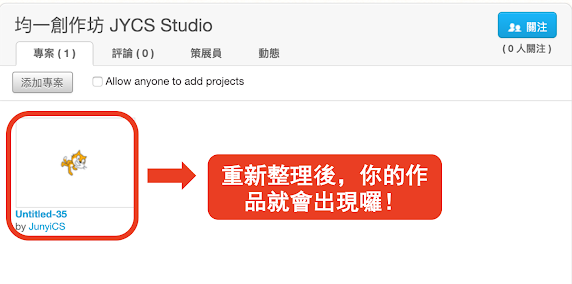 均一創作坊 JYCS Studio
關注
( 0 人關注 )
專案 ( 1 )
評論 ( 0 )
策展員
動態
添加專案
Allow anyone to add projects
重新整理後，你的作
品就會出現囉！
Untitled-35
by JunyiCS